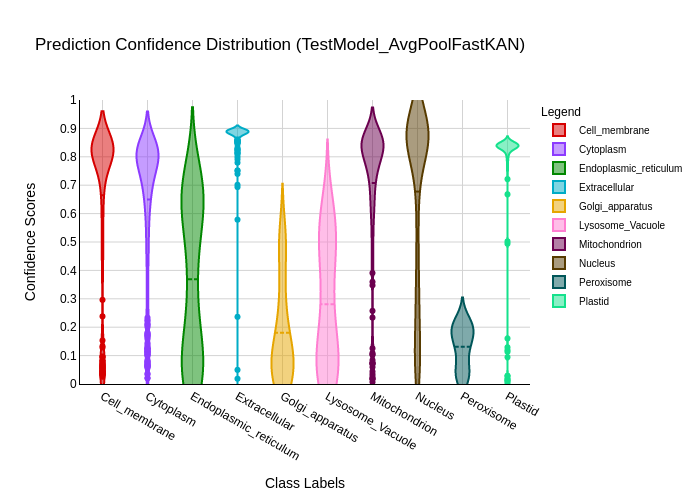 Prediction Confidence Distribution (TestModel_AvgPoolFastKAN)
Confidence Scores
1
0.9
0.8
0.7
0.6
0.5
0.4
0.3
0.2
0.1
0
Cell_membrane
Cytoplasm
Endoplasmic_reticulum
Extracellular
Golgi_apparatus
Lysosome_Vacuole
Mitochondrion
Nucleus
Peroxisome
Plastid
Class Labels
Legend
Cell_membrane
Cytoplasm
Endoplasmic_reticulum
Extracellular
Golgi_apparatus
Lysosome_Vacuole
Mitochondrion
Nucleus
Peroxisome
Plastid